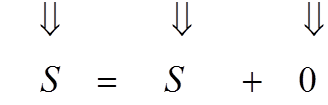 ⇓ ⇓ ⇓
S = S + 0